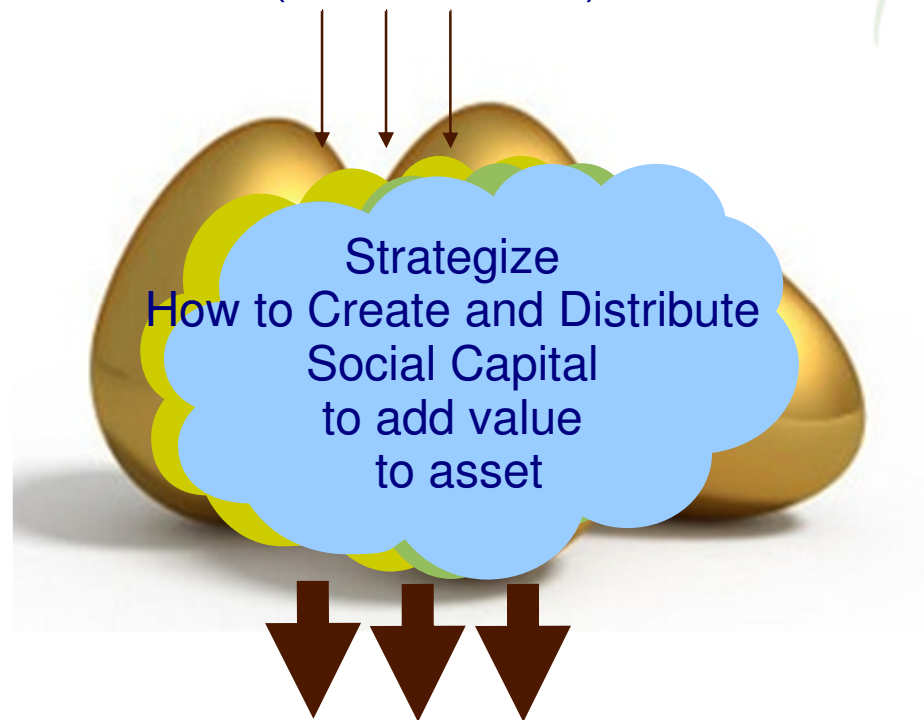 Strategize
How to Create and Distribute
Social Capital
to add value
to asset